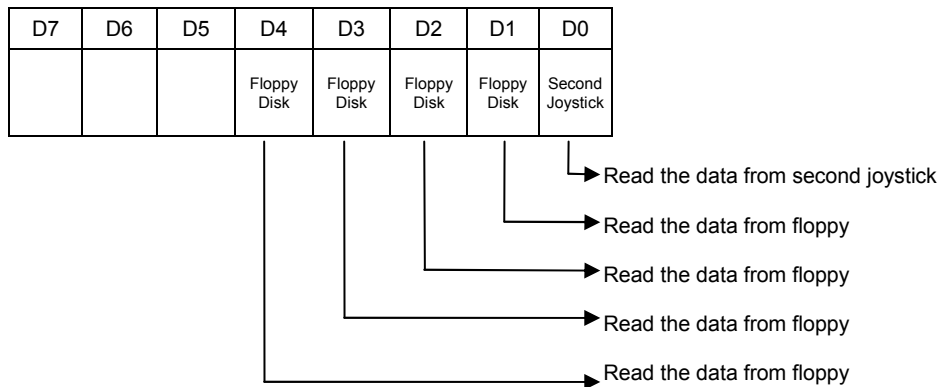 D7 D6 D5 D4 D3 D2 D1 D0
Floppy Floppy Floppy Floppy Second
Disk Disk Disk Disk Joystick
Read the data from second joystick
Read the data from floppy
Read the data from floppy
Read the data from floppy
Read the data from floppy